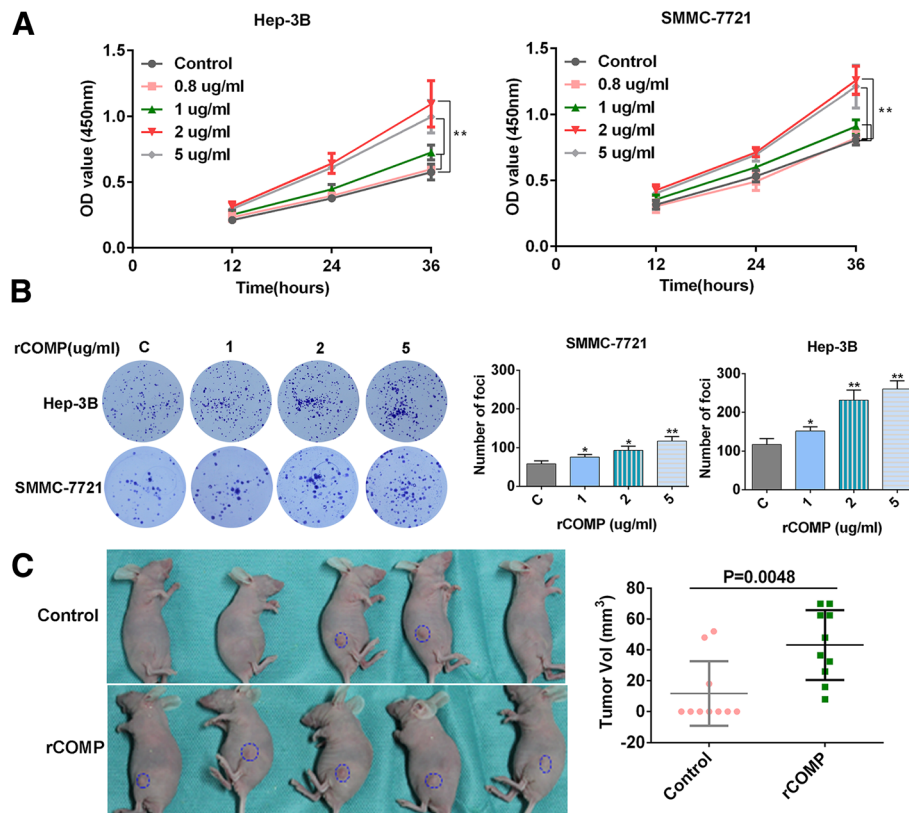 A
Hep-3B
OD value (450nm)
1.5
1.0
0.5
0.0
Control
0.8 ug/ml
1 ug/ml
2 ug/ml
5 ug/ml
**
0
12
24
36
Time(hours)
SMMC-7721
OD value (450nm)
1.5
1.0
0.5
0.0
Control
0.8 ug/ml
1 ug/ml
2 ug/ml
5 ug/ml
**
0
12
24
36
Time(hours)
B
rCOMP(ug/ml) C 1 2 5
Hep-3B
SMMC-7721
SMMC-7721
Number of foci
300
200
100
0
*
*
**
C
1
2
5
rCOMP (ug/ml)
Hep-3B
Number of foci
300
200
100
0
*
**
**
C
1
2
5
rCOMP (ug/ml)
C
Control
rCOMP
P=0.0048
Tumor Vol (mm³)
80
60
40
20
0
-20
Control
rCOMP